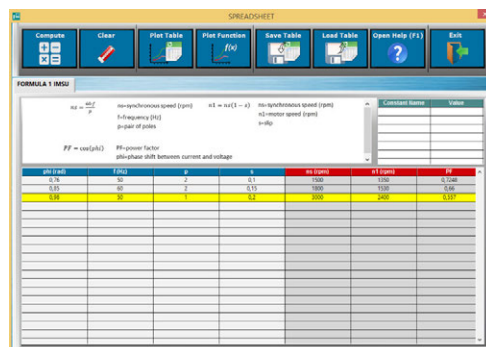 SPREADSHEET
Compute Clear Plot Table Plot Function Save Table Load Table Open Help (F1) Exit
f(x)
?
FORMULA 1 IMSU
ns = 60·f / p ns=synchronous speed (rpm) n1 = ns(1 − s) ns=synchronous speed (rpm)
f=frequency (Hz) n1=motor speed (rpm)
p=pair of poles s=slip
PF = cos(phi) PF=power factor
phi=phase shift between current and voltage
Constant Name Value
phi (rad) f(Hz) p s ns (rpm) n1 (rpm) PF
0,76 50 2 0,1 1500 1350 0,7248
0,85 60 2 0,15 1800 1530 0,66
0,98 50 1 0,2 3000 2400 0,557